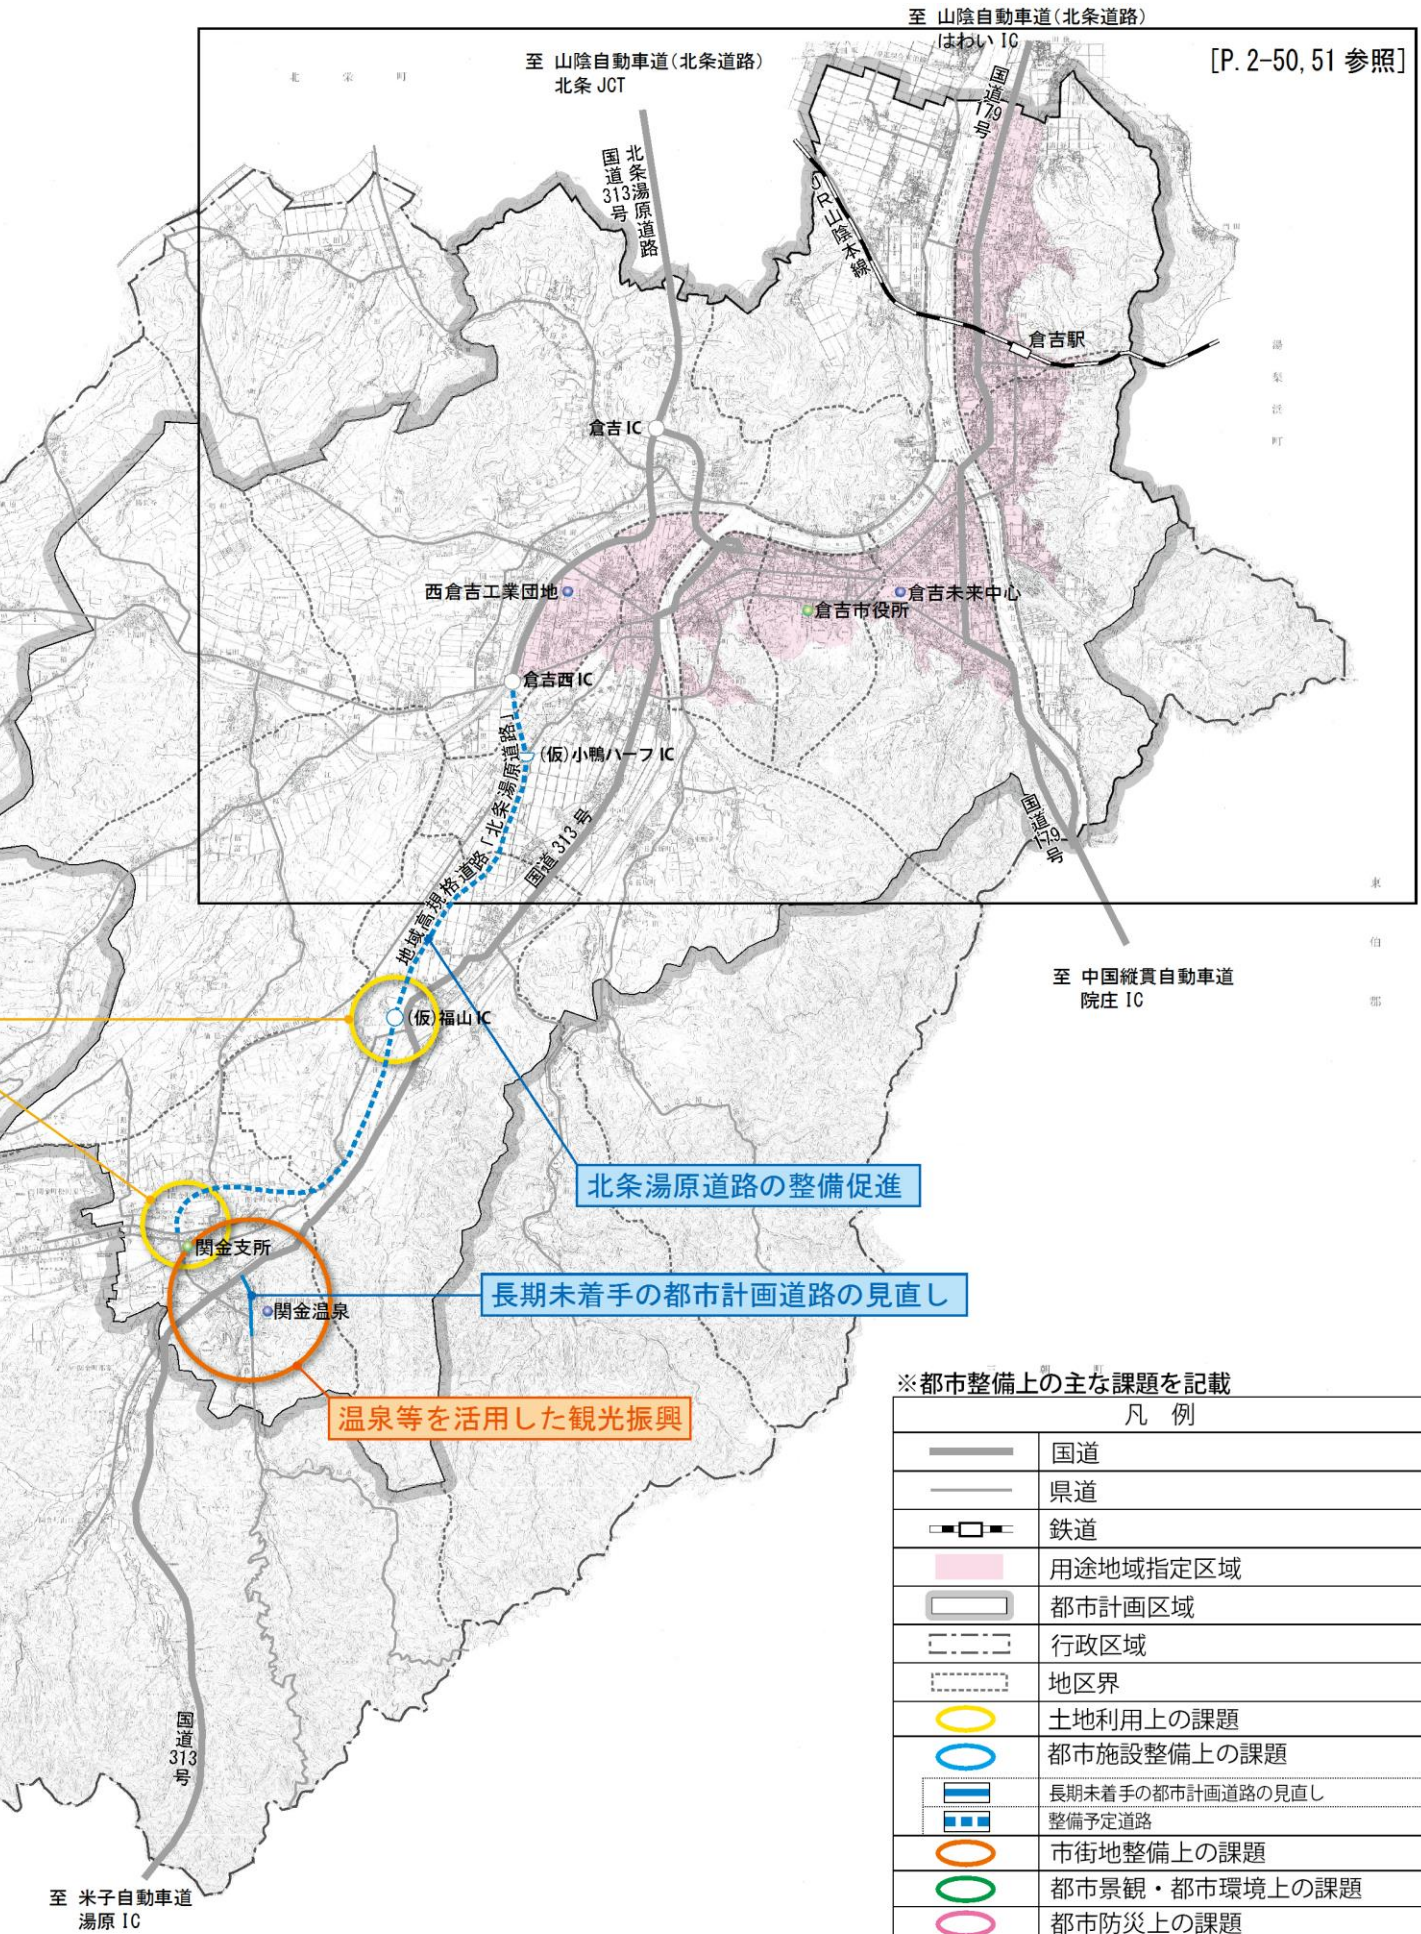 至 山陰自動車道(北条道路)
はわい IC
[P. 2-50, 51 参照]
至 山陰自動車道(北条道路)
北条 JCT
北 栄 町
国道179号
北条湯原道路
国道313号
JR山陰本線
倉吉駅
湯 梨 浜 町
倉吉 IC
西倉吉工業団地
倉吉未来中心
倉吉市役所
倉吉西 IC
(仮)小鴨ハーフ IC
地域高規格道路「北条湯原道路」
国道 313 号
国道179号
東 伯 郡
至 中国縦貫自動車道
院庄 IC
(仮)福山 IC
北条湯原道路の整備促進
関金支所
長期未着手の都市計画道路の見直し
関金温泉
温泉等を活用した観光振興
三 朝 町
国道313号
至 米子自動車道
湯原 IC
※都市整備上の主な課題を記載
凡 例
国道
県道
鉄道
用途地域指定区域
都市計画区域
行政区域
地区界
土地利用上の課題
都市施設整備上の課題
長期未着手の都市計画道路の見直し
整備予定道路
市街地整備上の課題
都市景観・都市環境上の課題
都市防災上の課題